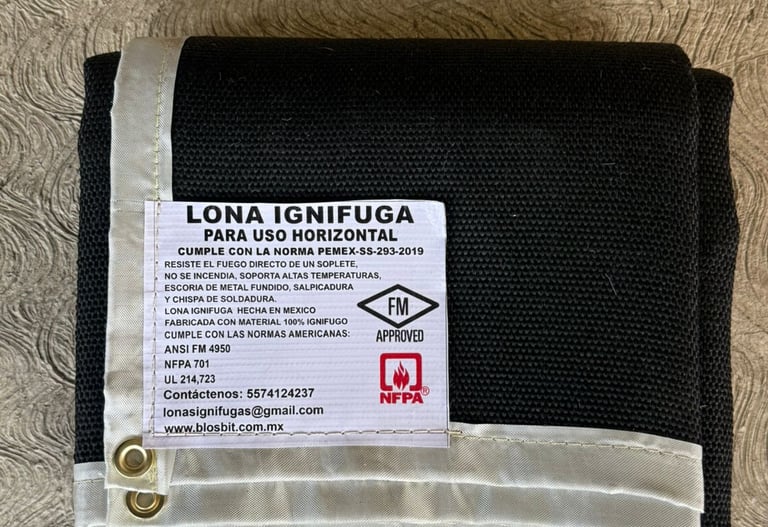 LONA IGNIFUGA
PARA USO HORIZONTAL
CUMPLE CON LA NORMA PEMEX-SS-293-2019
RESISTE EL FUEGO DIRECTO DE UN SOPLETE,
NO SE INCENDIA, SOPORTA ALTAS TEMPERATURAS,
ESCORIA DE METAL FUNDIDO, SALPICADURA
Y CHISPA DE SOLDADURA.
LONA IGNIFUGA HECHA EN MEXICO
FABRICADA CON MATERIAL 100% IGNIFUGO
CUMPLE CON LAS NORMAS AMERICANAS:
ANSI FM 4950
NFPA 701
UL 214,723
Contáctenos: 5574124237
lonasignifugas@gmail.com
www.blosbit.com.mx
FM
APPROVED
NFPA®